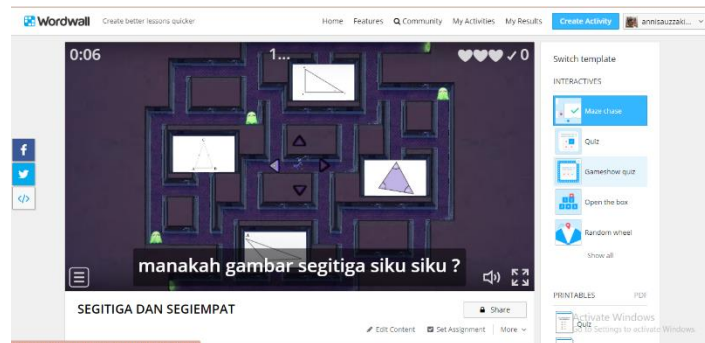 Wordwall Create better lessons quicker
Home Features Community My Activities My Results Create Activity annisauzzaki...
0:06
1...
✓ 0
manakah gambar segitiga siku siku ?
SEGITIGA DAN SEGIEMPAT
Share
Edit Content Set Assignment More
Switch template
INTERACTIVES
Maze chase
Quiz
Gameshow quiz
Open the box
Random wheel
Show all
PRINTABLES PDF
Quiz
Activate Windows
Go to Settings to activate Windows.